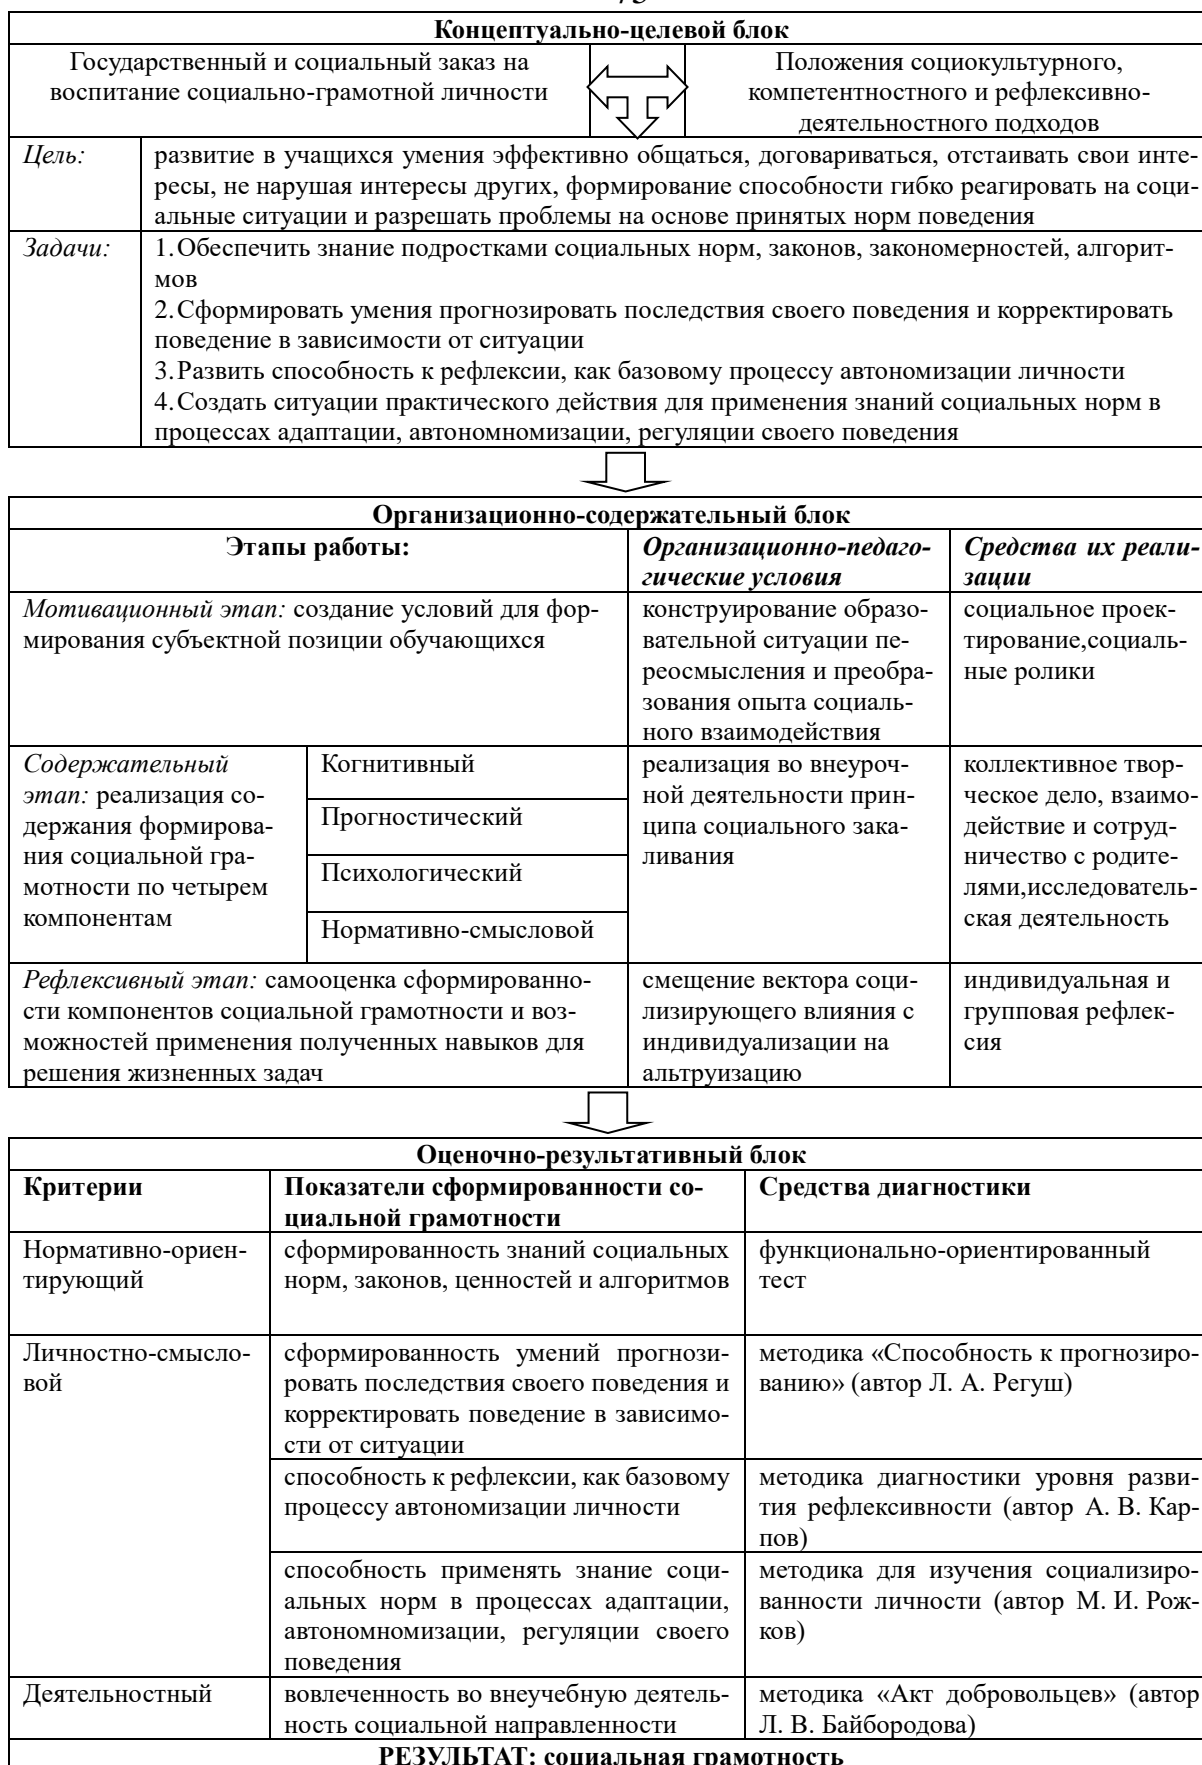 Концептуально-целевой блок
Государственный и социальный заказ на
воспитание социально-грамотной личности
Положения социокультурного,
компетентностного и рефлексивно-
деятельностного подходов
Цель:
развитие в учащихся умения эффективно общаться, договариваться, отстаивать свои инте-
ресы, не нарушая интересы других, формирование способности гибко реагировать на соци-
альные ситуации и разрешать проблемы на основе принятых норм поведения
Задачи:
1. Обеспечить знание подростками социальных норм, законов, закономерностей, алгорит-
мов
2. Сформировать умения прогнозировать последствия своего поведения и корректировать
поведение в зависимости от ситуации
3. Развить способность к рефлексии, как базовому процессу автономизации личности
4. Создать ситуации практического действия для применения знаний социальных норм в
процессах адаптации, автономномизации, регуляции своего поведения
Организационно-содержательный блок
Этапы работы:
Организационно-педаго-
гические условия
Средства их реали-
зации
Мотивационный этап: создание условий для фор-
мирования субъектной позиции обучающихся
конструирование образо-
вательной ситуации пе-
реосмысления и преобра-
зования опыта социаль-
ного взаимодействия
социальное проек-
тирование,социаль-
ные ролики
Содержательный
этап: реализация со-
держания формирова-
ния социальной гра-
мотности по четырем
компонентам
Когнитивный
Прогностический
Психологический
Нормативно-смысловой
реализация во внеуроч-
ной деятельности прин-
ципа социального зака-
ливания
коллективное твор-
ческое дело, взаимо-
действие и сотруд-
ничество с родите-
лями,исследователь-
ская деятельность
Рефлексивный этап: самооценка сформированно-
сти компонентов социальной грамотности и воз-
можностей применения полученных навыков для
решения жизненных задач
смещение вектора соци-
лизирующего влияния с
индивидуализации на
альтруизацию
индивидуальная и
групповая рефлек-
сия
Оценочно-результативный блок
Критерии
Показатели сформированности со-
циальной грамотности
Средства диагностики
Нормативно-ориен-
тирующий
сформированность знаний социальных
норм, законов, ценностей и алгоритмов
функционально-ориентированный
тест
Личностно-смысло-
вой
сформированность умений прогнози-
ровать последствия своего поведения и
корректировать поведение в зависимо-
сти от ситуации
методика «Способность к прогнозиро-
ванию» (автор Л. А. Регуш)
способность к рефлексии, как базовому
процессу автономизации личности
методика диагностики уровня разви-
тия рефлексивности (автор А. В. Кар-
пов)
способность применять знание соци-
альных норм в процессах адаптации,
автономномизации, регуляции своего
поведения
методика для изучения социализиро-
ванности личности (автор М. И. Рож-
ков)
Деятельностный
вовлеченность во внеучебную деятель-
ность социальной направленности
методика «Акт добровольцев» (автор
Л. В. Байбородова)
РЕЗУЛЬТАТ: социальная грамотность